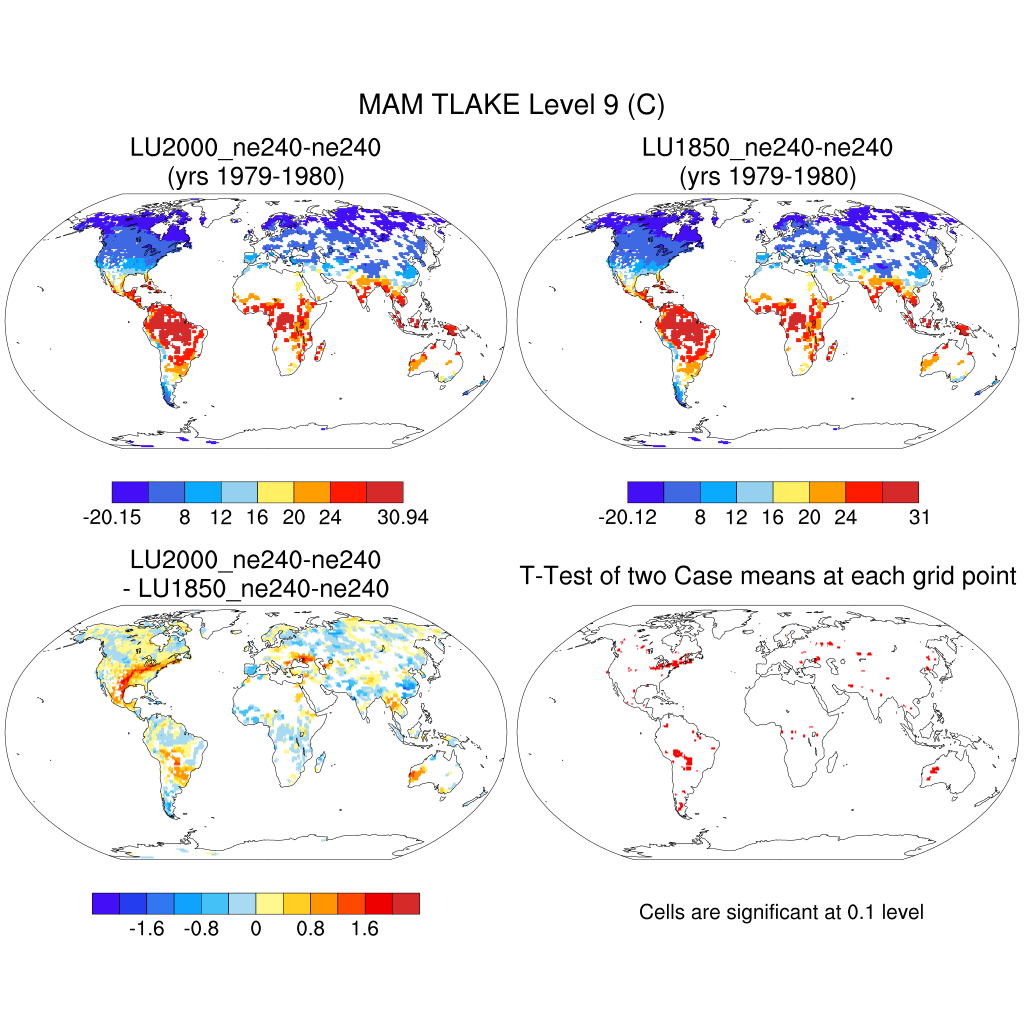 MAM TLAKE Level 9 (C)
LU2000_ne240-ne240
(yrs 1979-1980)
LU1850_ne240-ne240
(yrs 1979-1980)
-20.15 8 12 16 20 24 30.94
-20.12 8 12 16 20 24 31
LU2000_ne240-ne240
- LU1850_ne240-ne240
T-Test of two Case means at each grid point
-1.6 -0.8 0 0.8 1.6
Cells are significant at 0.1 level